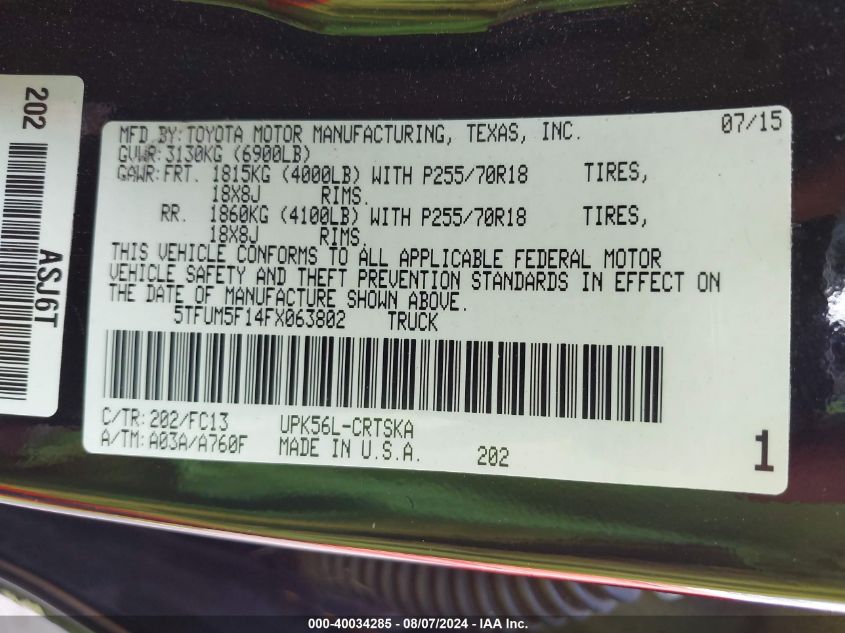 202
ASJ6T
MFD BY:TOYOTA MOTOR MANUFACTURING, TEXAS, INC. 07/15
GVWR:3130KG (6900LB)
GAWR:FRT. 1815KG (4000LB) WITH P255/70R18 TIRES,
18X8J RIMS.
RR. 1860KG (4100LB) WITH P255/70R18 TIRES,
18X8J RIMS.
THIS VEHICLE CONFORMS TO ALL APPLICABLE FEDERAL MOTOR
VEHICLE SAFETY AND THEFT PREVENTION STANDARDS IN EFFECT ON
THE DATE OF MANUFACTURE SHOWN ABOVE.
5TFUM5F14FX063802 TRUCK
C/TR:202/FC13 UPK56L-CRTSKA
A/TM:A03A/A760F MADE IN U.S.A. 202 1
000-40034285 - 08/07/2024 - IAA Inc.